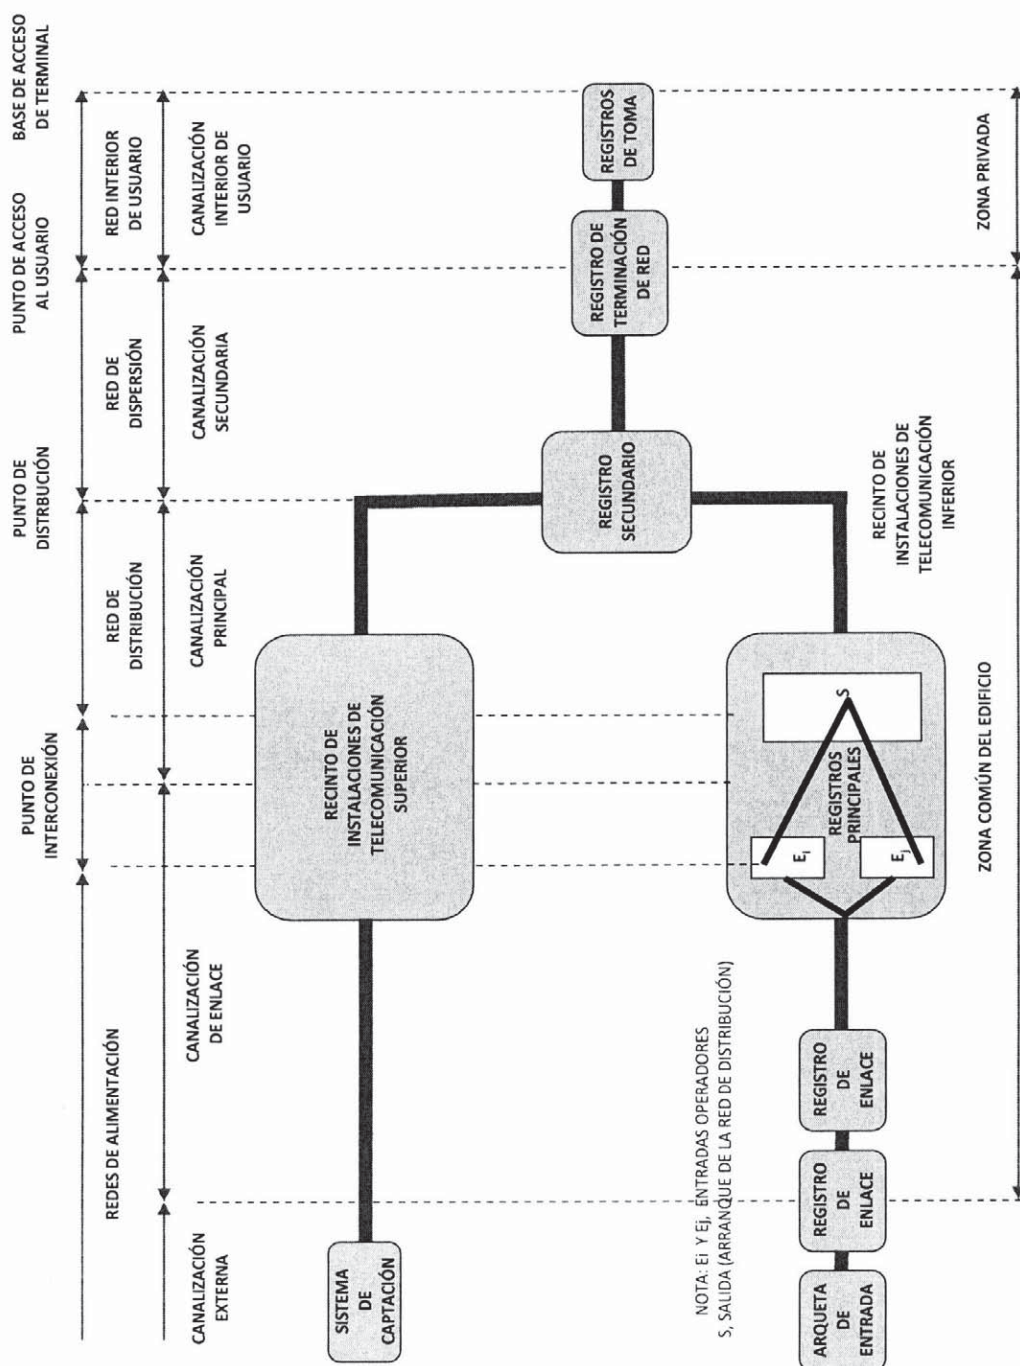 PUNTO DE
INTERCONEXIÓN
PUNTO DE
DISTRIBUCIÓN
PUNTO DE ACCESO
AL USUARIO
BASE DE ACCESO
DE TERMINAL
REDES DE ALIMENTACIÓN
RED DE
DISTRIBUCIÓN
RED DE
DISPERSIÓN
RED INTERIOR
DE USUARIO
CANALIZACIÓN
EXTERNA
CANALIZACIÓN
DE ENLACE
CANALIZACIÓN
PRINCIPAL
CANALIZACIÓN
SECUNDARIA
CANALIZACIÓN
INTERIOR DE
USUARIO
SISTEMA
DE
CAPTACIÓN
RECINTO DE
INSTALACIONES DE
TELECOMUNICACIÓN
SUPERIOR
REGISTRO
SECUNDARIO
REGISTRO DE
TERMINACIÓN
DE RED
REGISTROS
DE TOMA
NOTA: Ei Y Ej, ENTRADAS OPERADORES
S, SALIDA (ARRANQUE DE LA RED DE DISTRIBUCIÓN)
ARQUETA
DE
ENTRADA
REGISTRO
DE
ENLACE
REGISTRO
DE
ENLACE
Ei
Ej
REGISTROS
PRINCIPALES
S
RECINTO DE
INSTALACIONES DE
TELECOMUNICACIÓN
INFERIOR
ZONA COMÚN DEL EDIFICIO
ZONA PRIVADA